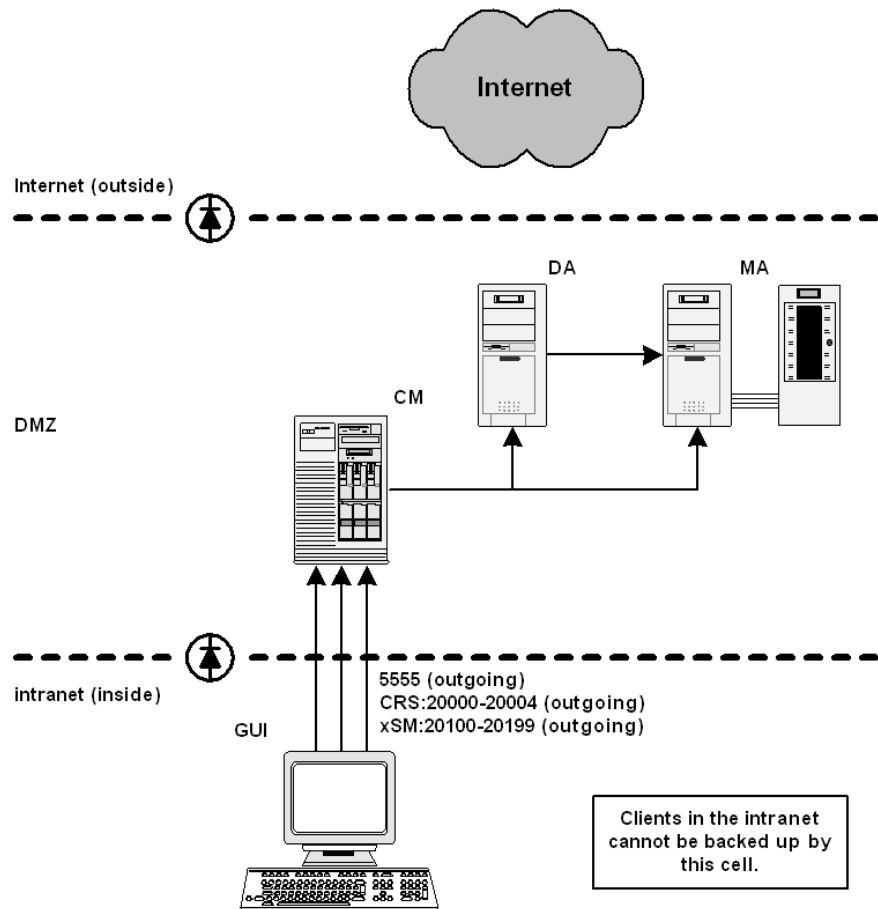 Internet
Internet (outside)
DA
MA
CM
DMZ
intranet (inside)
5555 (outgoing)
CRS:20000-20004 (outgoing)
xSM:20100-20199 (outgoing)
GUI
Clients in the intranet
cannot be backed up by
this cell.